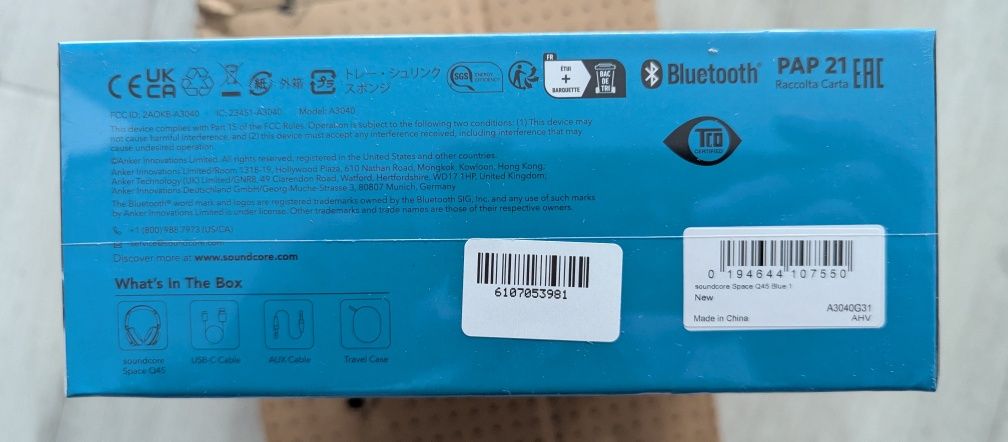 CE UK CA 紙 外箱 プラ トレー・シュリンク スポンジ
SGS ENERGY EFFICIENCY
FR
ÉTUI + BARQUETTE
BAC DE TRI
Bluetooth®
PAP 21
Raccolta Carta
EAC
TCO CERTIFIED
FCC ID: 2AOKB-A3040 IC: 23451-A3040 Model: A3040
This device complies with Part 15 of the FCC Rules. Operation is subject to the following two conditions: (1) This device may
not cause harmful interference, and (2) this device must accept any interference received, including interference that may
cause undesired operation.
©Anker Innovations Limited. All rights reserved, registered in the United States and other countries.
Anker Innovations Limited/Room 1318-19, Hollywood Plaza, 610 Nathan Road, Mongkok, Kowloon, Hong Kong;
Anker Technology (UK) Limited/GNR8, 49 Clarendon Road, Watford, Hertfordshire, WD17 1HP, United Kingdom;
Anker Innovations Deutschland GmbH/Georg-Muche-Strasse 3, 80807 Munich, Germany
The Bluetooth® word mark and logos are registered trademarks owned by the Bluetooth SIG, Inc. and any use of such marks
by Anker Innovations Limited is under license. Other trademarks and trade names are those of their respective owners.
+1 (800) 988 7973 (US/CA)
service@soundcore.com
Discover more at www.soundcore.com
What's In The Box
soundcore Space Q45
USB-C Cable
AUX Cable
Travel Case
6107053981
0 194644 107550
soundcore Space Q45 Blue 1
New
A3040G31
Made in China
AHV